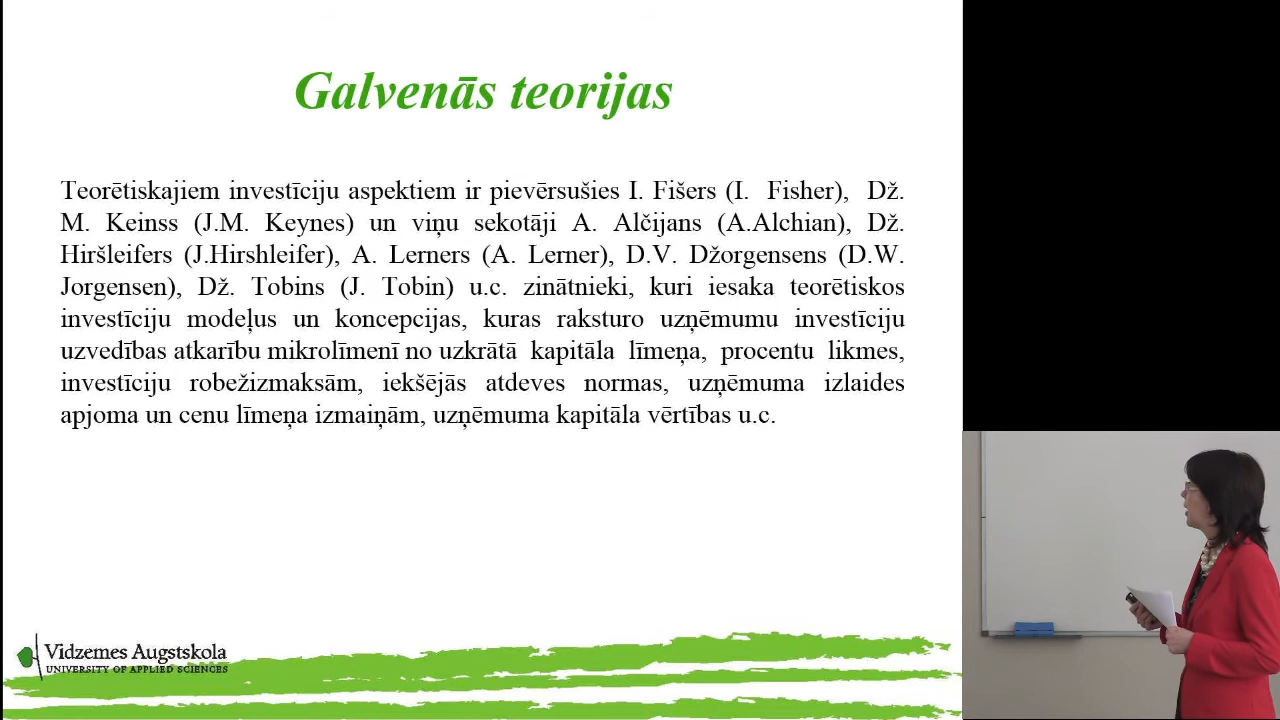 Galvenās teorijas
Teorētiskajiem investīciju aspektiem ir pievērsušies I. Fišers (I. Fisher), Dž.
M. Keinss (J.M. Keynes) un viņu sekotāji A. Alčijans (A.Alchian), Dž.
Hiršleifers (J.Hirshleifer), A. Lerners (A. Lerner), D.V. Džorgensens (D.W.
Jorgensen), Dž. Tobins (J. Tobin) u.c. zinātnieki, kuri iesaka teorētiskos
investīciju modeļus un koncepcijas, kuras raksturo uzņēmumu investīciju
uzvedības atkarību mikrolīmenī no uzkrātā kapitāla līmeņa, procentu likmes,
investīciju robežizmaksām, iekšējās atdeves normas, uzņēmuma izlaides
apjoma un cenu līmeņa izmaiņām, uzņēmuma kapitāla vērtības u.c.
Vidzemes Augstskola
UNIVERSITY OF APPLIED SCIENCES